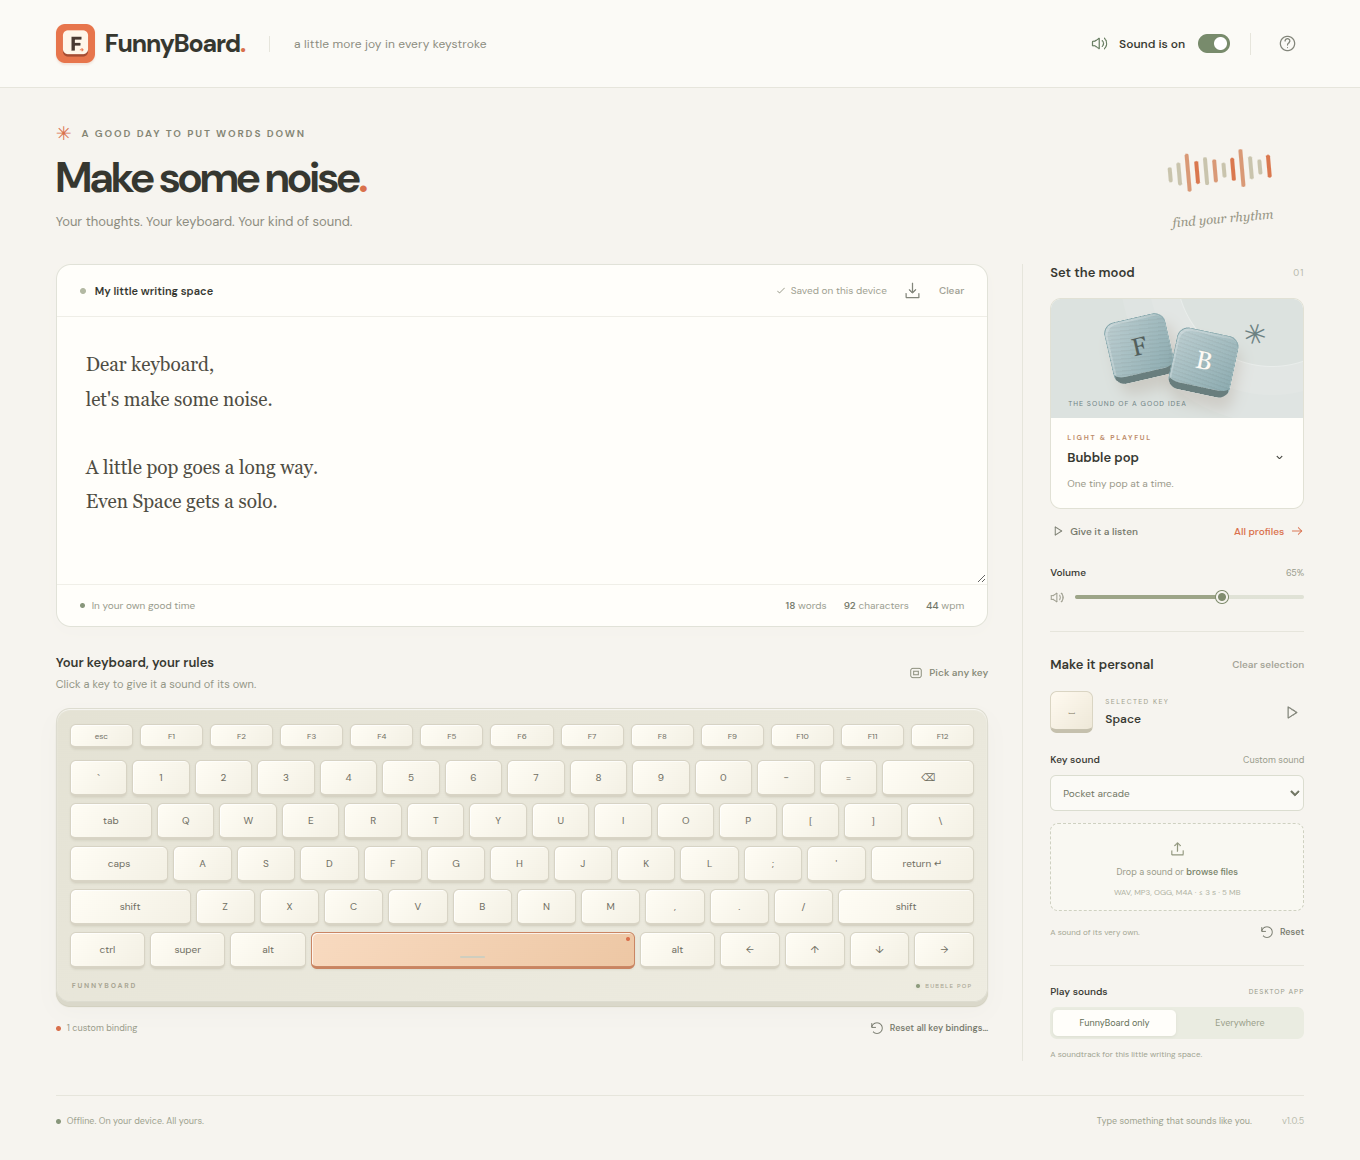 F
FunnyBoard.
a little more joy in every keystroke
Sound is on
A GOOD DAY TO PUT WORDS DOWN
Make some noise.
Your thoughts. Your keyboard. Your kind of sound.
find your rhythm
My little writing space
Saved on this device
Clear
Dear keyboard,
let's make some noise.
A little pop goes a long way.
Even Space gets a solo.
In your own good time
18 words 92 characters 44 wpm
Your keyboard, your rules
Click a key to give it a sound of its own.
Pick any key
esc F1 F2 F3 F4 F5 F6 F7 F8 F9 F10 F11 F12
` 1 2 3 4 5 6 7 8 9 0 - = ⌫
tab Q W E R T Y U I O P [ ] \
caps A S D F G H J K L ; ' return ↵
shift Z X C V B N M , . / shift
ctrl super alt alt ← ↑ ↓ →
FUNNYBOARD
BUBBLE POP
1 custom binding
Reset all key bindings...
Set the mood
01
F B
THE SOUND OF A GOOD IDEA
LIGHT & PLAYFUL
Bubble pop
One tiny pop at a time.
Give it a listen
All profiles →
Volume
65%
Make it personal
Clear selection
SELECTED KEY
Space
Key sound
Custom sound
Pocket arcade
Drop a sound or browse files
WAV, MP3, OGG, M4A · ≤ 3 s · 5 MB
A sound of its very own.
Reset
Play sounds
DESKTOP APP
FunnyBoard only
Everywhere
A soundtrack for this little writing space.
Offline. On your device. All yours.
Type something that sounds like you.
v1.0.5